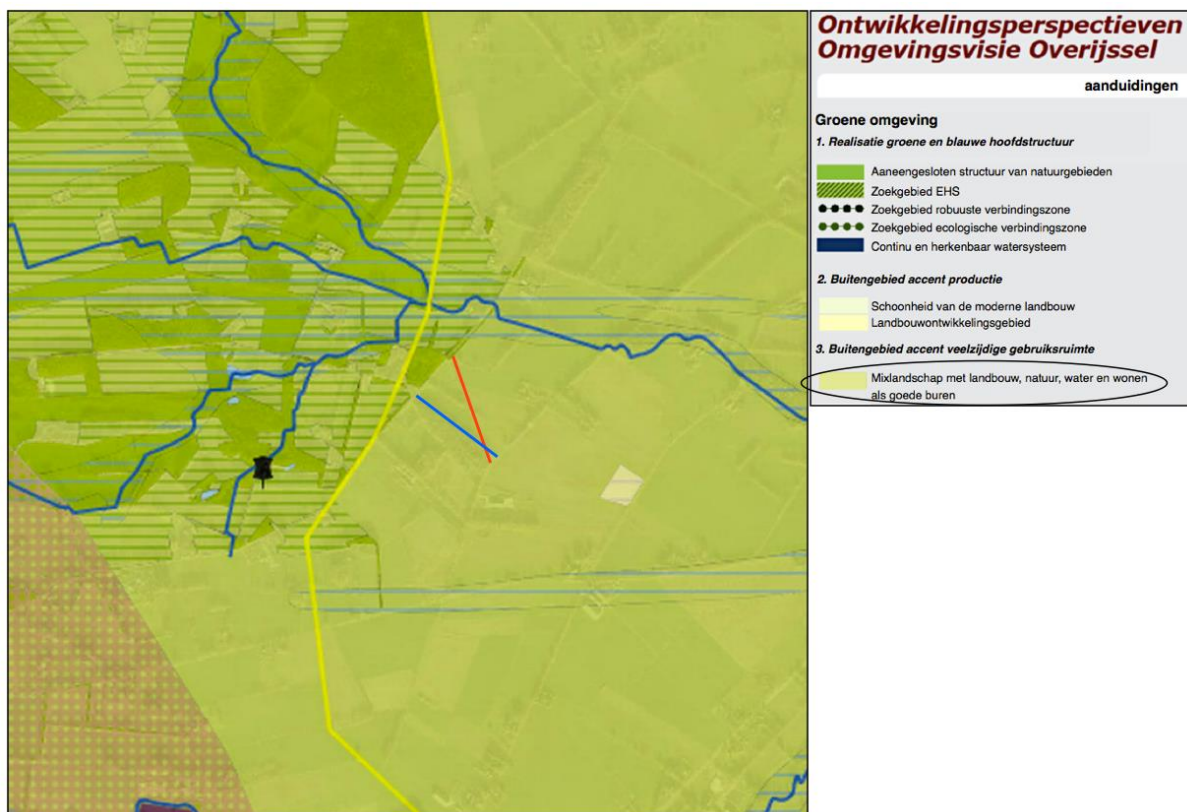 Ontwikkelingsperspectieven
Omgevingsvisie Overijssel
aanduidingen
Groene omgeving
1. Realisatie groene en blauwe hoofdstructuur
Aaneengesloten structuur van natuurgebieden
Zoekgebied EHS
Zoekgebied robuuste verbindingszone
Zoekgebied ecologische verbindingszone
Continu en herkenbaar watersysteem
2. Buitengebied accent productie
Schoonheid van de moderne landbouw
Landbouwontwikkelingsgebied
3. Buitengebied accent veelzijdige gebruiksruimte
Mixlandschap met landbouw, natuur, water en wonen
als goede buren